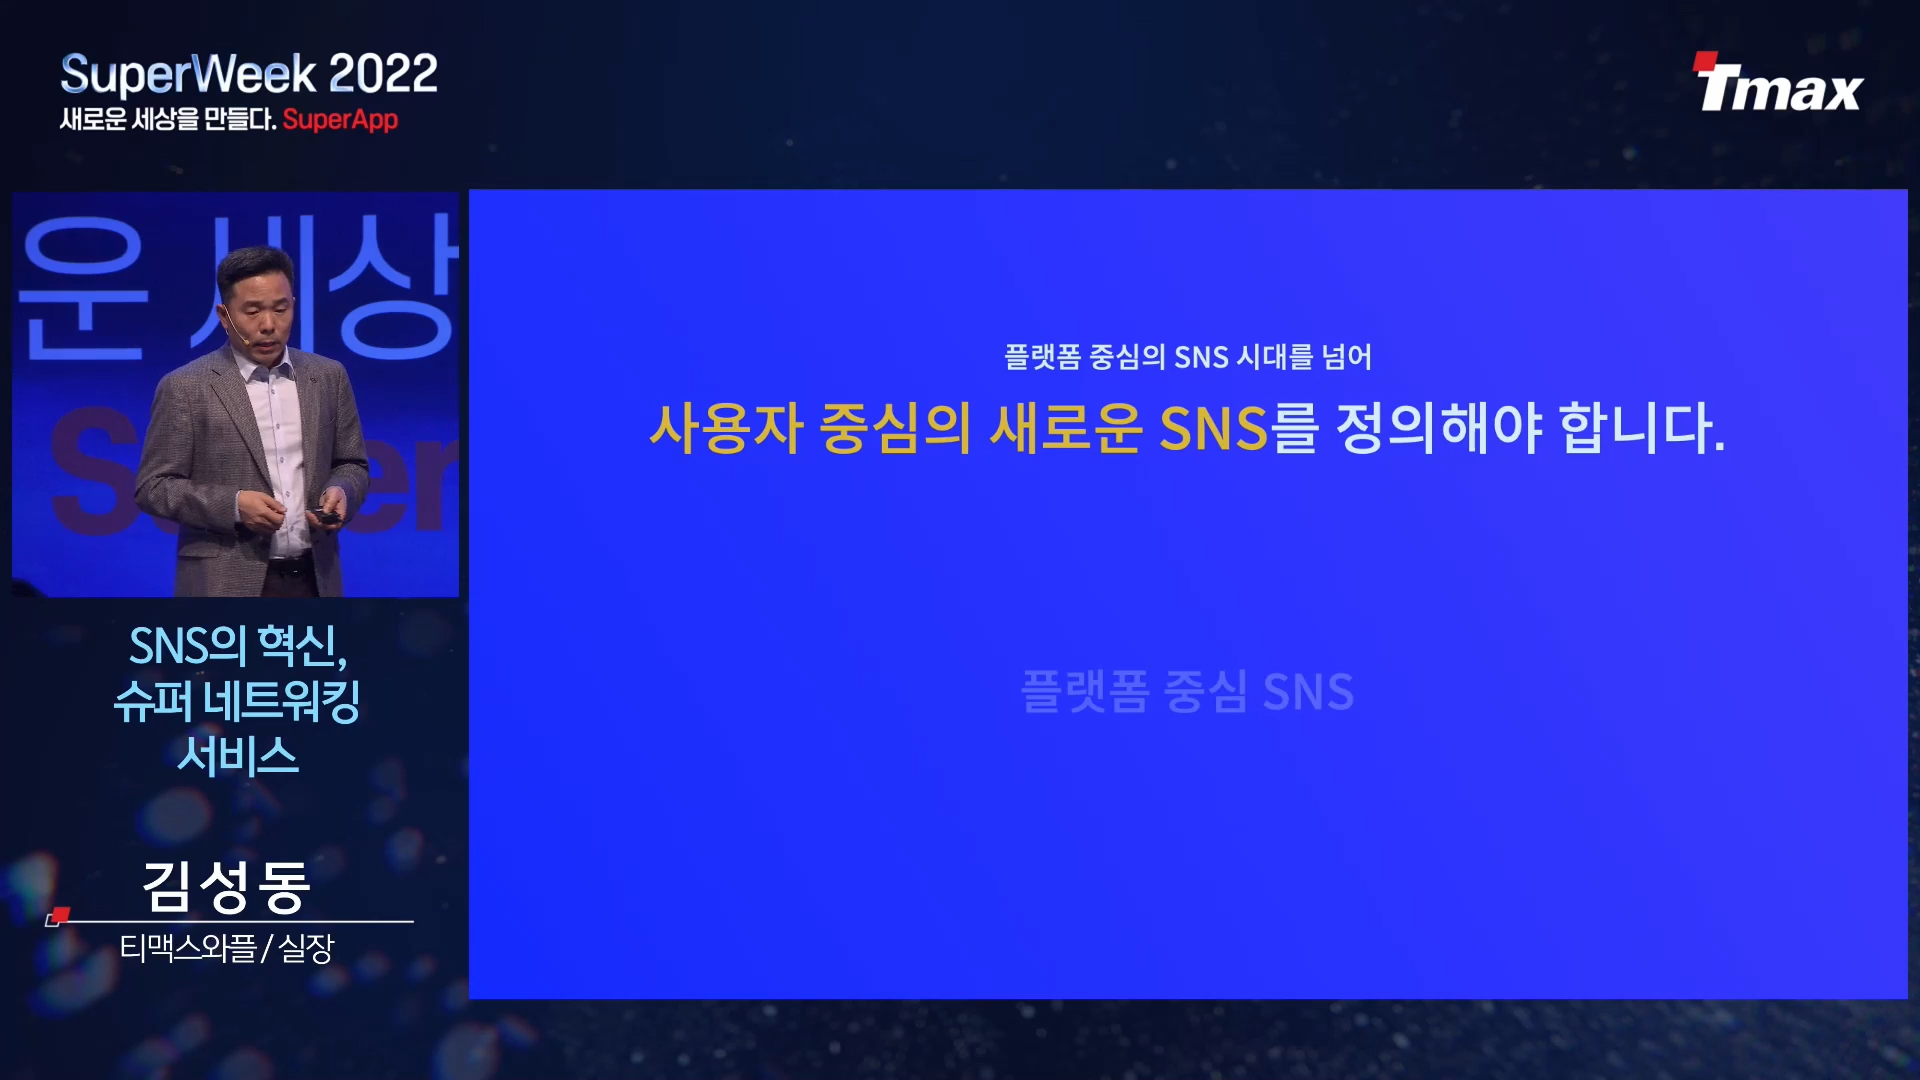 SuperWeek 2022
새로운 세상을 만들다. SuperApp
Tmax
운 세상
플랫폼 중심의 SNS 시대를 넘어
사용자 중심의 새로운 SNS를 정의해야 합니다.
플랫폼 중심 SNS
SNS의 혁신,
슈퍼 네트워킹
서비스
김성동
티맥스와플 / 실장